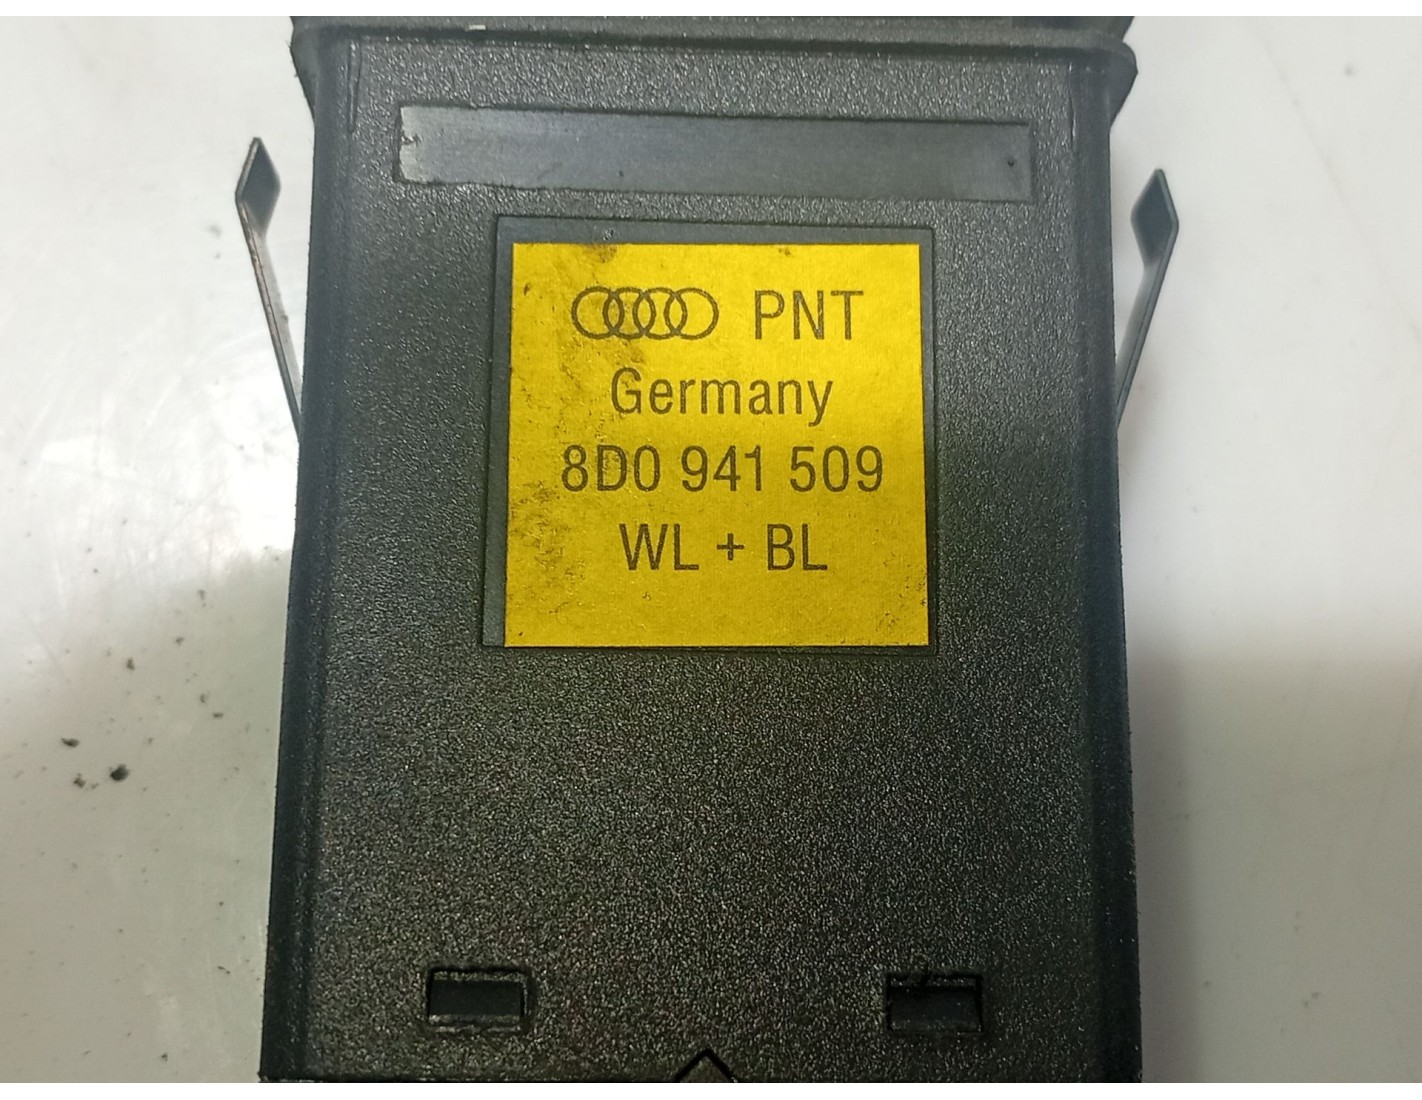 PNT
Germany
8D0 941 509
WL + BL